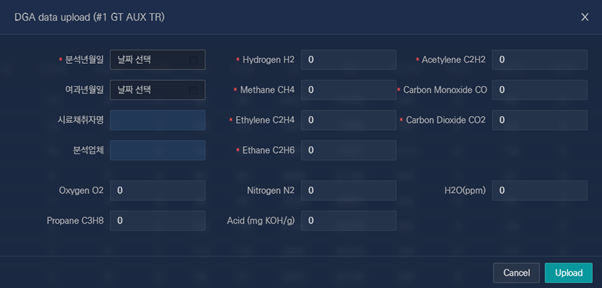 DGA data upload (#1 GT AUX TR) X
* 분석년월일 날짜 선택 * Hydrogen H2 0 * Acetylene C2H2 0
여과년월일 날짜 선택 * Methane CH4 0 * Carbon Monoxide CO 0
시료채취자명 * Ethylene C2H4 0 * Carbon Dioxide CO2 0
분석업체 * Ethane C2H6 0
Oxygen O2 0 Nitrogen N2 0 H2O(ppm) 0
Propane C3H8 0 Acid (mg KOH/g) 0
Cancel Upload